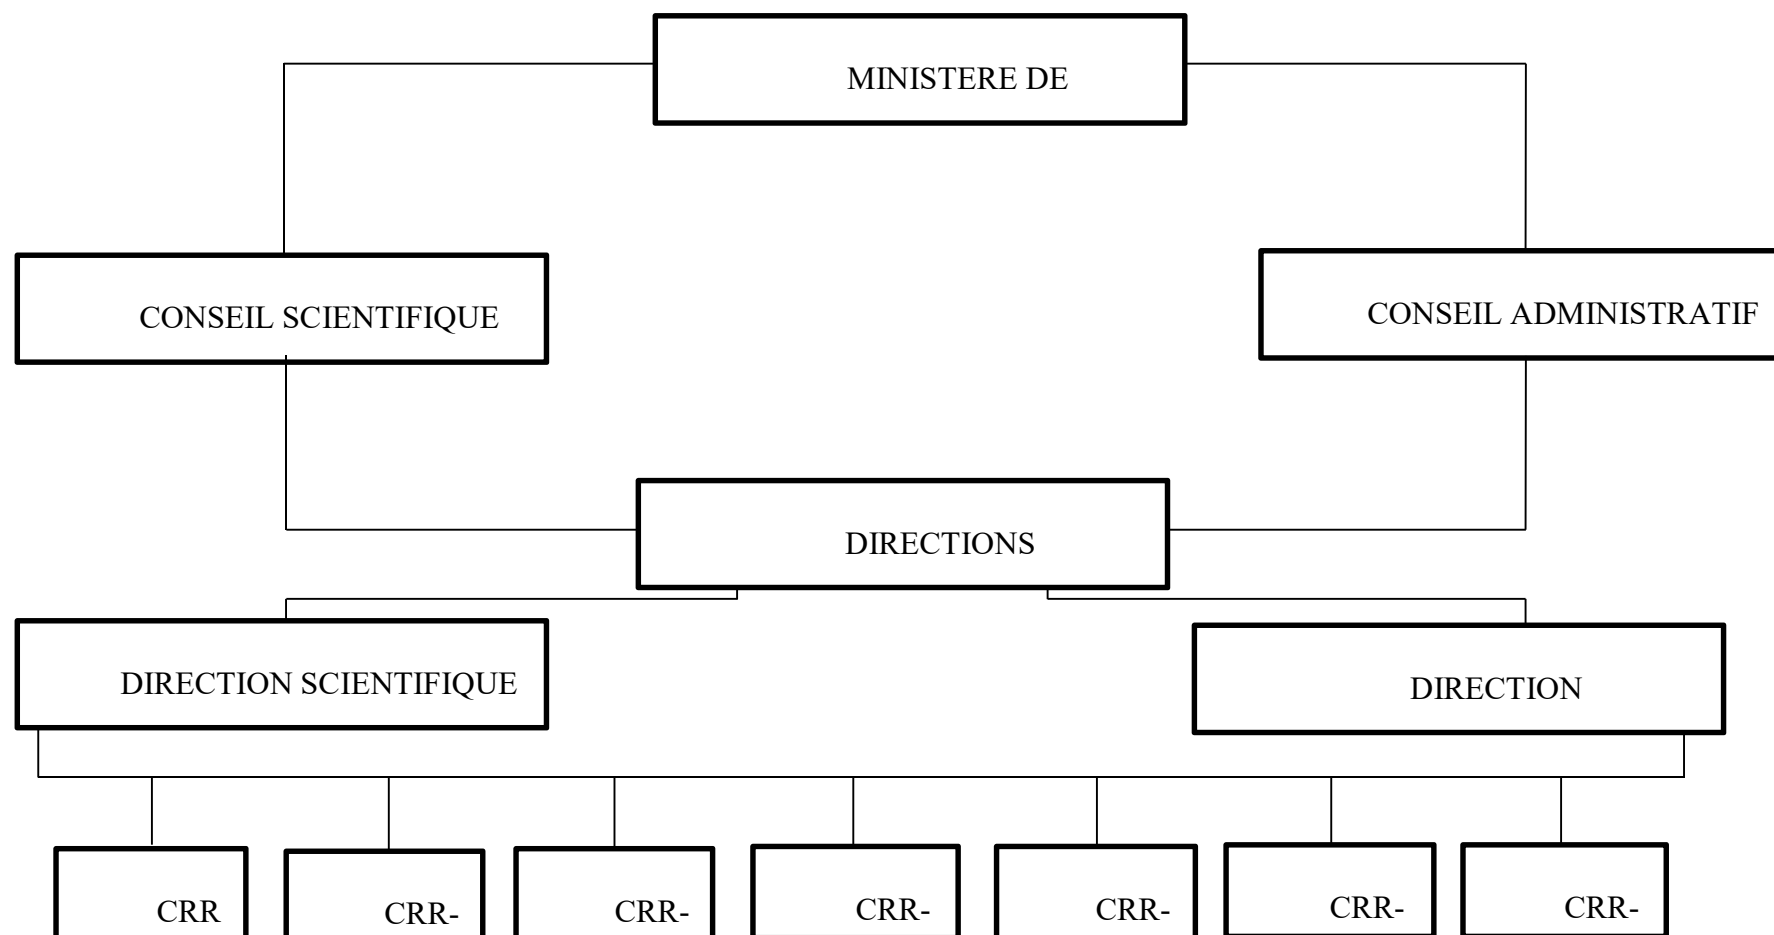 MINISTERE DE
CONSEIL SCIENTIFIQUE
CONSEIL ADMINISTRATIF
DIRECTIONS
DIRECTION SCIENTIFIQUE
DIRECTION
CRR
CRR-
CRR-
CRR-
CRR-
CRR-
CRR-